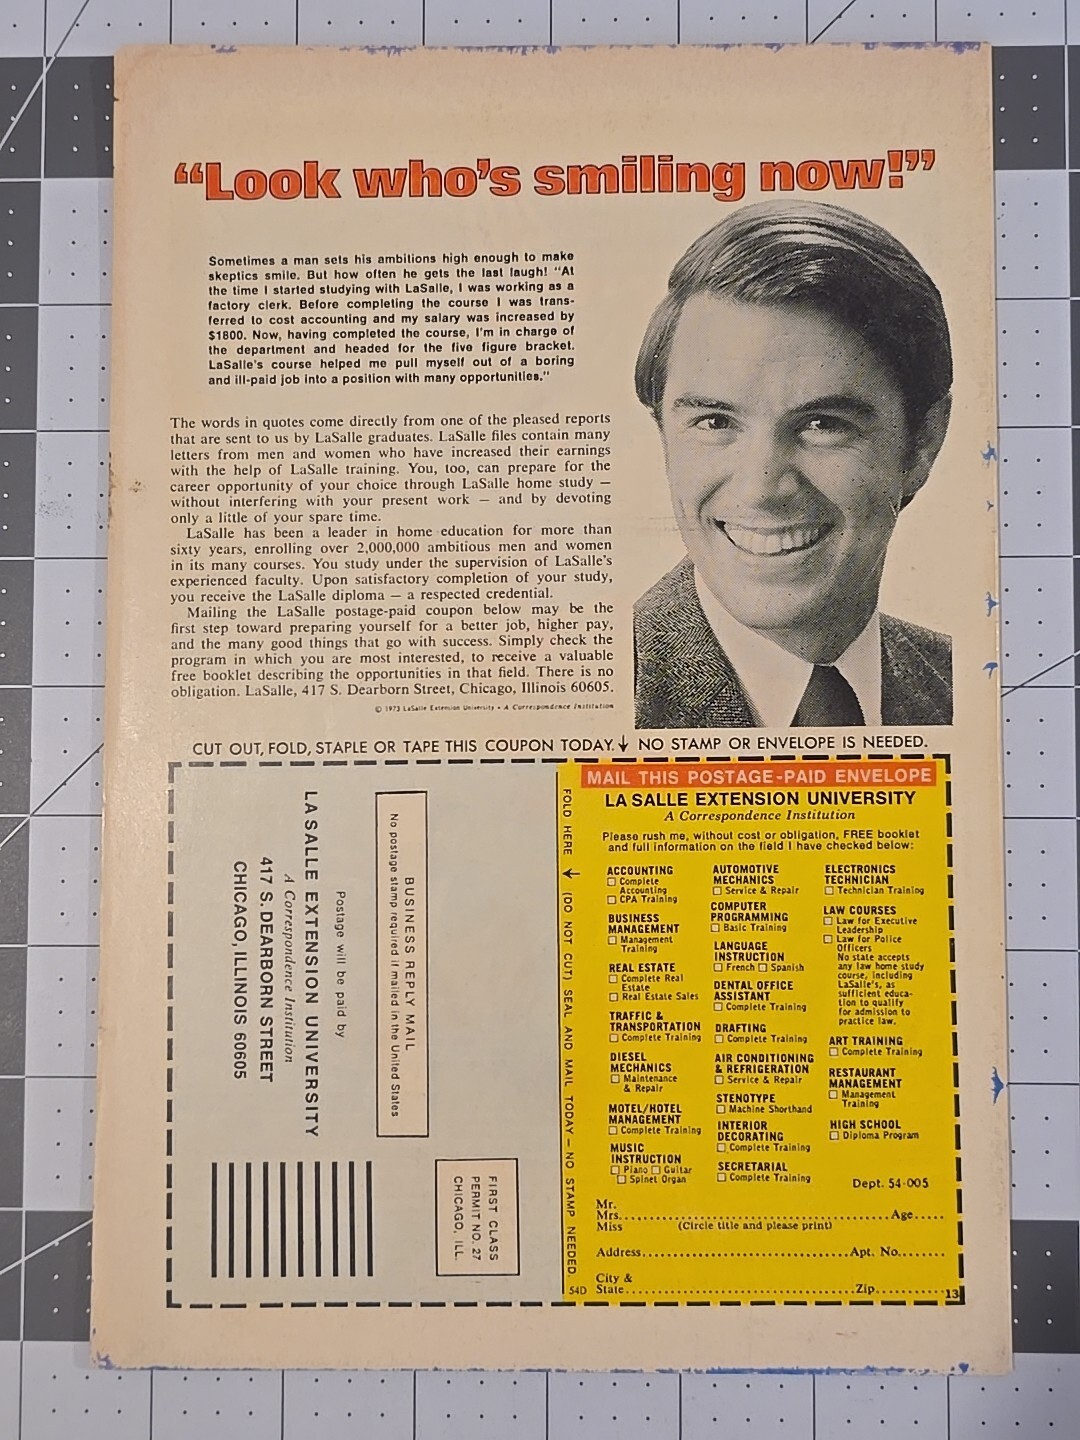 “Look who’s smiling now!”
Sometimes a man sets his ambitions high enough to make
skeptics smile. But how often he gets the last laugh! "At
the time I started studying with LaSalle, I was working as a
factory clerk. Before completing the course I was trans-
ferred to cost accounting and my salary was increased by
$1800. Now, having completed the course, I'm in charge of
the department and headed for the five figure bracket.
LaSalle's course helped me pull myself out of a boring
and ill-paid job into a position with many opportunities."
The words in quotes come directly from one of the pleased reports
that are sent to us by LaSalle graduates. LaSalle files contain many
letters from men and women who have increased their earnings
with the help of LaSalle training. You, too, can prepare for the
career opportunity of your choice through LaSalle home study —
without interfering with your present work — and by devoting
only a little of your spare time.
LaSalle has been a leader in home education for more than
sixty years, enrolling over 2,000,000 ambitious men and women
in its many courses. You study under the supervision of LaSalle's
experienced faculty. Upon satisfactory completion of your study,
you receive the LaSalle diploma — a respected credential.
Mailing the LaSalle postage-paid coupon below may be the
first step toward preparing yourself for a better job, higher pay,
and the many good things that go with success. Simply check the
program in which you are most interested, to receive a valuable
free booklet describing the opportunities in that field. There is no
obligation. LaSalle, 417 S. Dearborn Street, Chicago, Illinois 60605.
© 1973 LaSalle Extension University • A Correspondence Institution
CUT OUT, FOLD, STAPLE OR TAPE THIS COUPON TODAY. ↓ NO STAMP OR ENVELOPE IS NEEDED.
BUSINESS REPLY MAIL
No postage stamp required if mailed in the United States
Postage will be paid by
LA SALLE EXTENSION UNIVERSITY
A Correspondence Institution
417 S. DEARBORN STREET
CHICAGO, ILLINOIS 60605
FIRST CLASS
PERMIT NO. 27
CHICAGO, ILL.
FOLD HERE (DO NOT CUT) SEAL AND MAIL TODAY — NO STAMP NEEDED.
54D
MAIL THIS POSTAGE-PAID ENVELOPE
LA SALLE EXTENSION UNIVERSITY
A Correspondence Institution
Please rush me, without cost or obligation, FREE booklet
and full information on the field I have checked below:
ACCOUNTING
☐ Complete
Accounting
☐ CPA Training
BUSINESS
MANAGEMENT
☐ Management
Training
REAL ESTATE
☐ Complete Real
Estate
☐ Real Estate Sales
TRAFFIC &
TRANSPORTATION
☐ Complete Training
DIESEL
MECHANICS
☐ Maintenance
& Repair
MOTEL/HOTEL
MANAGEMENT
☐ Complete Training
MUSIC
INSTRUCTION
☐ Piano ☐ Guitar
☐ Spinet Organ
AUTOMOTIVE
MECHANICS
☐ Service & Repair
COMPUTER
PROGRAMMING
☐ Basic Training
LANGUAGE
INSTRUCTION
☐ French ☐ Spanish
DENTAL OFFICE
ASSISTANT
☐ Complete Training
DRAFTING
☐ Complete Training
AIR CONDITIONING
& REFRIGERATION
☐ Service & Repair
STENOTYPE
☐ Machine Shorthand
INTERIOR
DECORATING
☐ Complete Training
SECRETARIAL
☐ Complete Training
ELECTRONICS
TECHNICIAN
☐ Technician Training
LAW COURSES
☐ Law for Executive
Leadership
☐ Law for Police
Officers
No state accepts
any law home study
course, including
LaSalle's, as
sufficient educa-
tion to qualify
for admission to
practice law.
ART TRAINING
☐ Complete Training
RESTAURANT
MANAGEMENT
☐ Management
Training
HIGH SCHOOL
☐ Diploma Program
Dept. 54-005
Mr.
Mrs. Age
Miss (Circle title and please print)
Address Apt. No.
City &
State Zip
13